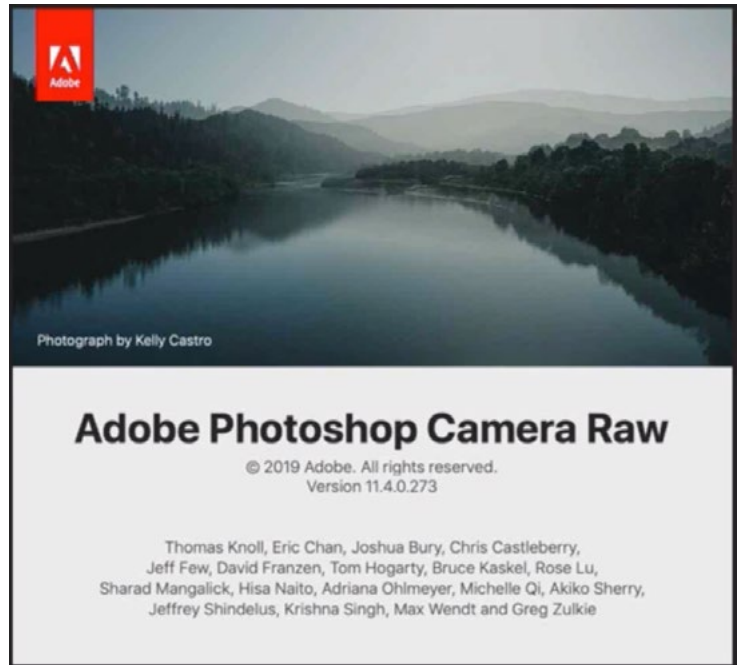 Adobe
Photograph by Kelly Castro
Adobe Photoshop Camera Raw
© 2019 Adobe. All rights reserved.
Version 11.4.0.273
Thomas Knoll, Eric Chan, Joshua Bury, Chris Castleberry,
Jeff Few, David Franzen, Tom Hogarty, Bruce Kaskel, Rose Lu,
Sharad Mangalick, Hisa Naito, Adriana Ohlmeyer, Michelle Qi, Akiko Sherry,
Jeffrey Shindelus, Krishna Singh, Max Wendt and Greg Zulkie